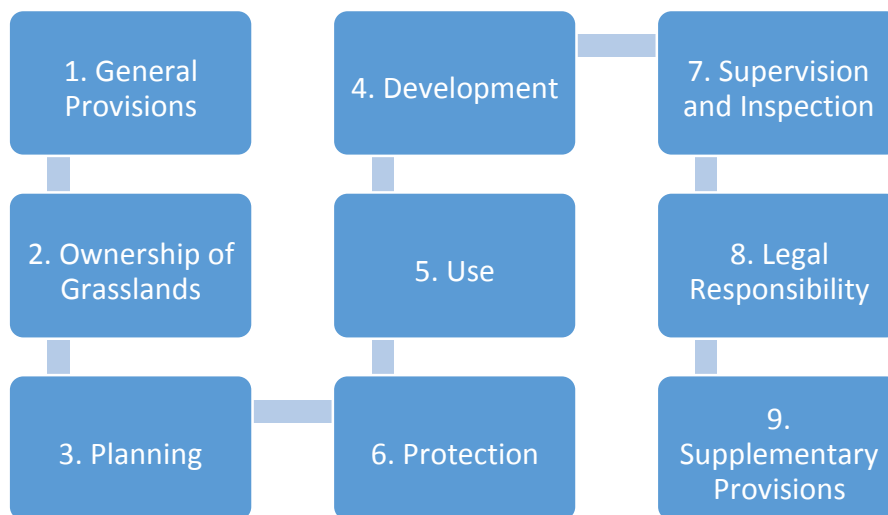 1. General
Provisions
2. Ownership of
Grasslands
3. Planning
4. Development
5. Use
6. Protection
7. Supervision
and Inspection
8. Legal
Responsibility
9.
Supplementary
Provisions